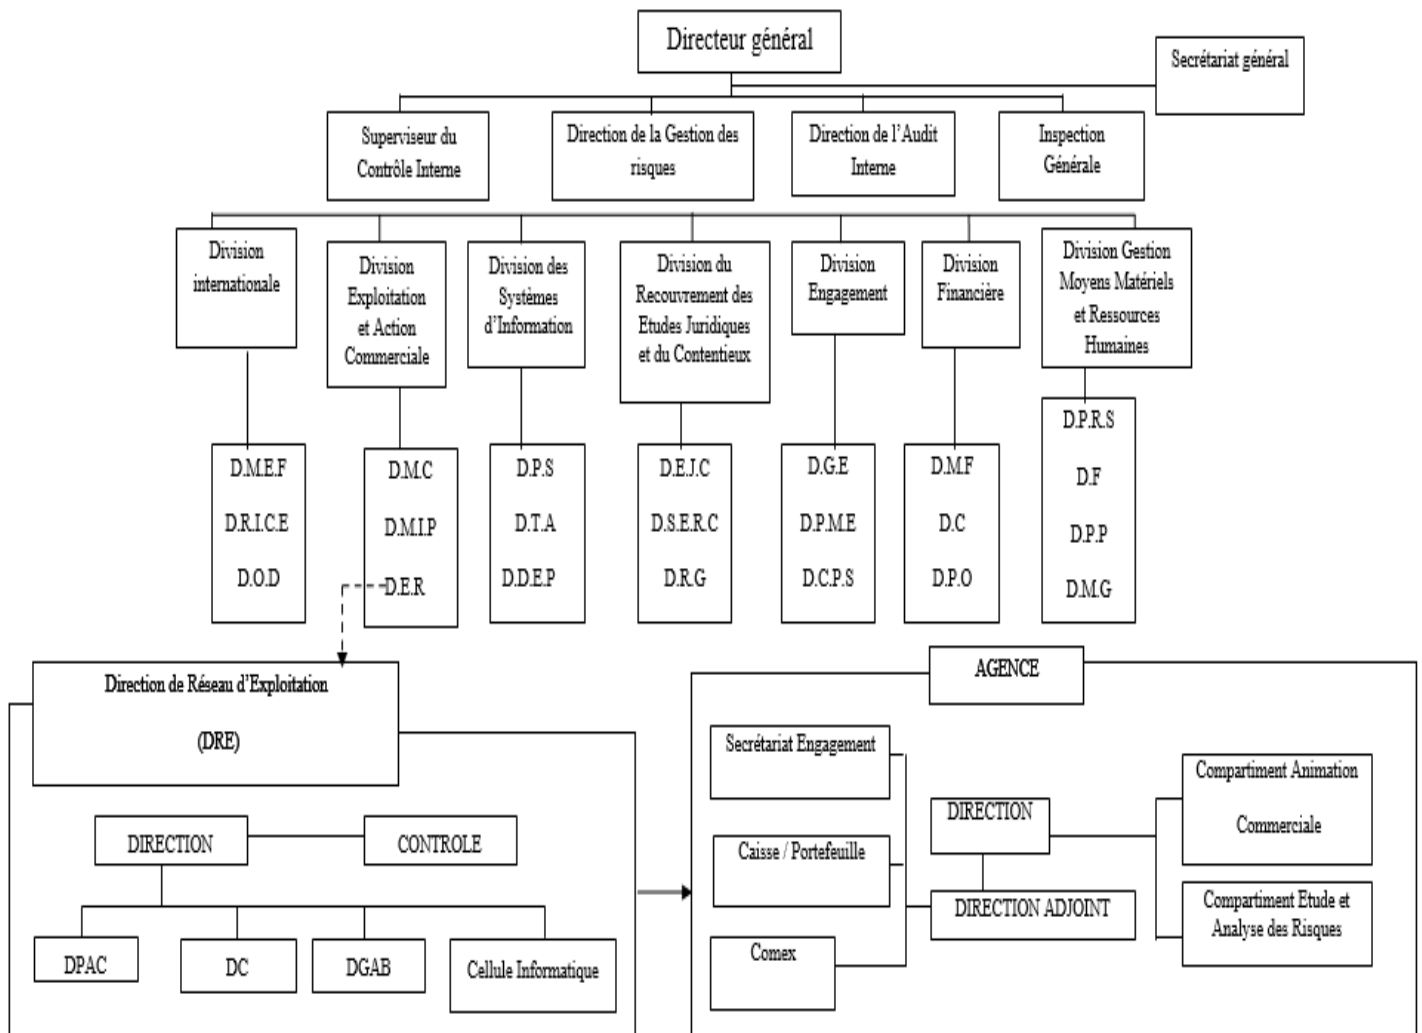 Directeur général
Secrétariat général
Superviseur du
Contrôle Interne
Direction de la Gestion des
risques
Direction de l'Audit
Interne
Inspection
Générale
Division
internationale
Division
Exploitation
et Action
Commerciale
Division des
Systèmes
d'Information
Division du
Recouvrement des
Etudes Juridiques
et du Contentieux
Division
Engagement
Division
Financière
Division Gestion
Moyens Matériels
et Ressources
Humaines
D.M.E.F
D.R.I.C.E
D.O.D
D.M.C
D.M.I.P
D.E.R
D.P.S
D.T.A
D.D.E.P
D.E.J.C
D.S.E.R.C
D.R.G
D.G.E
D.P.M.E
D.C.P.S
D.M.F
D.C
D.P.O
D.P.R.S
D.F
D.P.P
D.M.G
Direction de Réseau d'Exploitation
(DRE)
DIRECTION
CONTROLE
DPAC
DC
DGAB
Cellule Informatique
AGENCE
Secrétariat Engagement
Caisse / Portefeuille
Comex
DIRECTION
DIRECTION ADJOINT
Compartiment Animation
Commerciale
Compartiment Etude et
Analyse des Risques